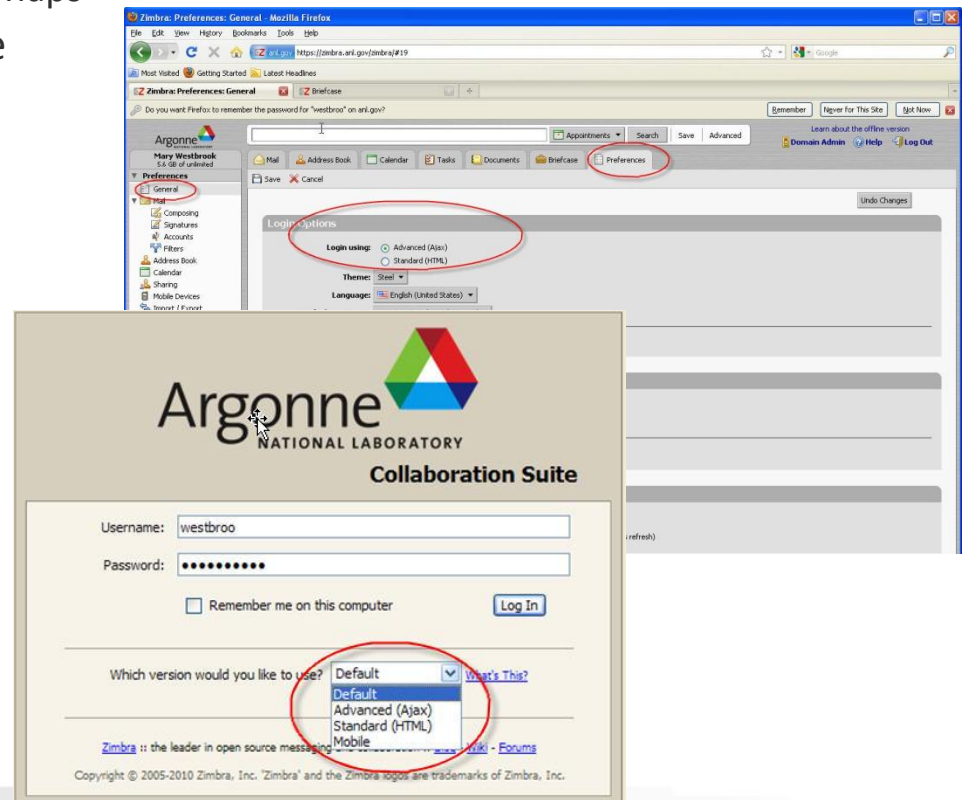 Zimbra: Preferences: General - Mozilla Firefox
File Edit View History Bookmarks Tools Help
anl.gov https://zimbra.anl.gov/zimbra/#19
Google
Most Visited Getting Started Latest Headlines
Zimbra: Preferences: General
Briefcase
Do you want Firefox to remember the password for "westbroo" on anl.gov?
Remember Never for This Site Not Now
Argonne
Appointments Search Save Advanced
Learn about the offline version
Domain Admin Help Log Out
Mary Westbrook
5.6 GB of unlimited
Mail Address Book Calendar Tasks Documents Briefcase Preferences
Preferences
Save Cancel
General
Undo Changes
Mail
Composing
Signatures
Accounts
Filters
Address Book
Calendar
Sharing
Mobile Devices
Import / Export
Login Options
Login using: Advanced (Ajax)
Standard (HTML)
Theme: Steel
Language: English (United States)
refresh)
Argonne
NATIONAL LABORATORY
Collaboration Suite
Username: westbroo
Password: ••••••••••
Remember me on this computer
Log In
Which version would you like to use? Default What's This?
Default
Advanced (Ajax)
Standard (HTML)
Mobile
Zimbra :: the leader in open source messaging - Wiki - Forums
Copyright © 2005-2010 Zimbra, Inc. 'Zimbra' and the Zimbra logos are trademarks of Zimbra, Inc.